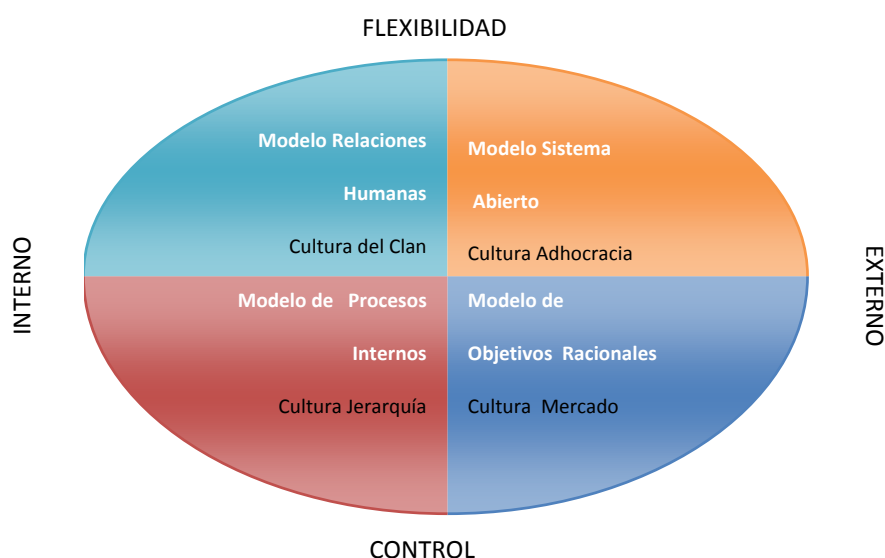 FLEXIBILIDAD
Modelo Relaciones
Humanas
Cultura del Clan
Modelo Sistema
Abierto
Cultura Adhocracia
INTERNO
EXTERNO
Modelo de Procesos
Internos
Cultura Jerarquía
Modelo de
Objetivos Racionales
Cultura Mercado
CONTROL